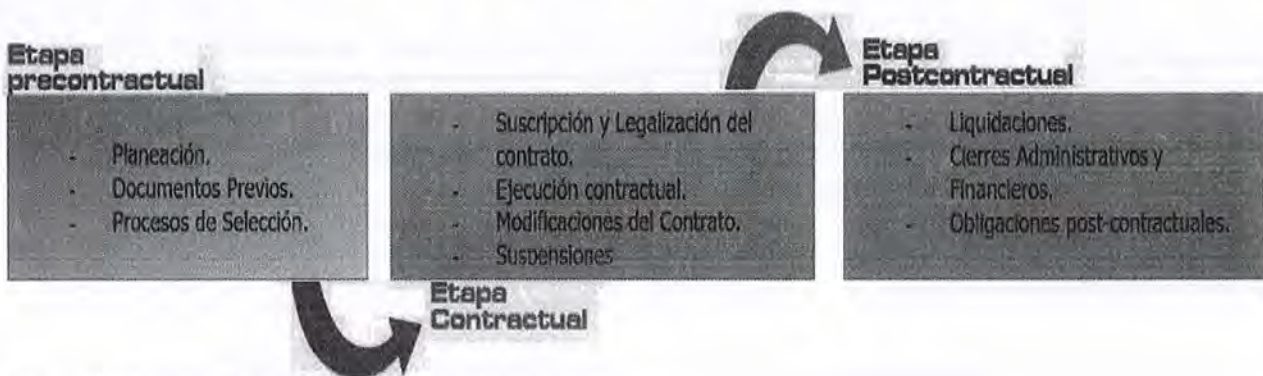 Etapa
precontractual
- Planeación.
- Documentos Previos.
- Procesos de Selección.
Etapa
Contractual
- Suscripción y Legalización del
contrato.
- Ejecución contractual.
- Modificaciones del Contrato.
- Suspensiones
Etapa
Postcontractual
- Liquidaciones.
- Cierres Administrativos y
Financieros.
- Obligaciones post-contractuales.